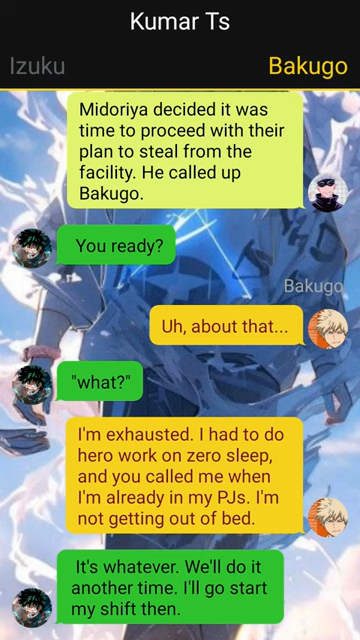 Kumar Ts
Izuku
Bakugo
Midoriya decided it was
time to proceed with their
plan to steal from the
facility. He called up
Bakugo.
You ready?
Bakugo
Uh, about that...
"what?"
I'm exhausted. I had to do
hero work on zero sleep,
and you called me when
I'm already in my PJs. I'm
not getting out of bed.
It's whatever. We'll do it
another time. I'll go start
my shift then.